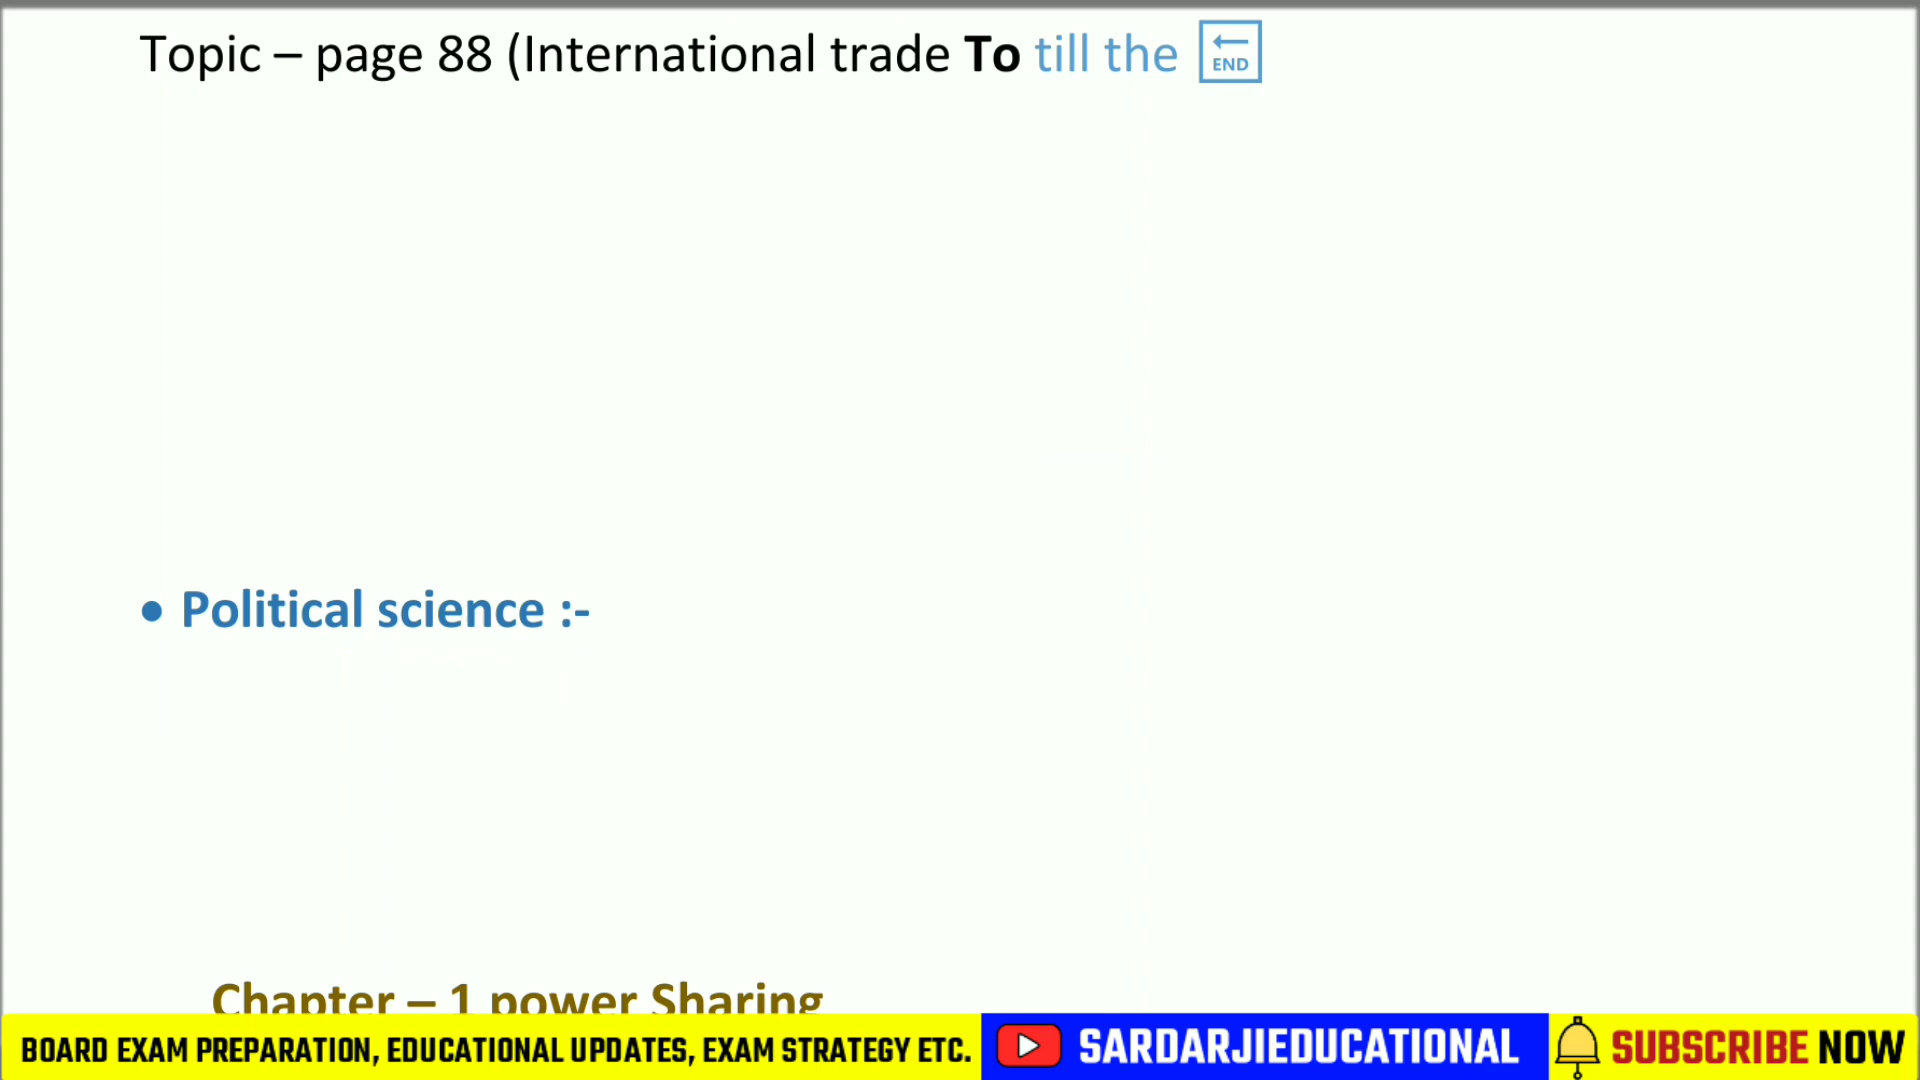 Topic – page 88 (International trade To till the END
• Political science :-
Chapter – 1 power Sharing
BOARD EXAM PREPARATION, EDUCATIONAL UPDATES, EXAM STRATEGY ETC. SARDARJIEDUCATIONAL SUBSCRIBE NOW